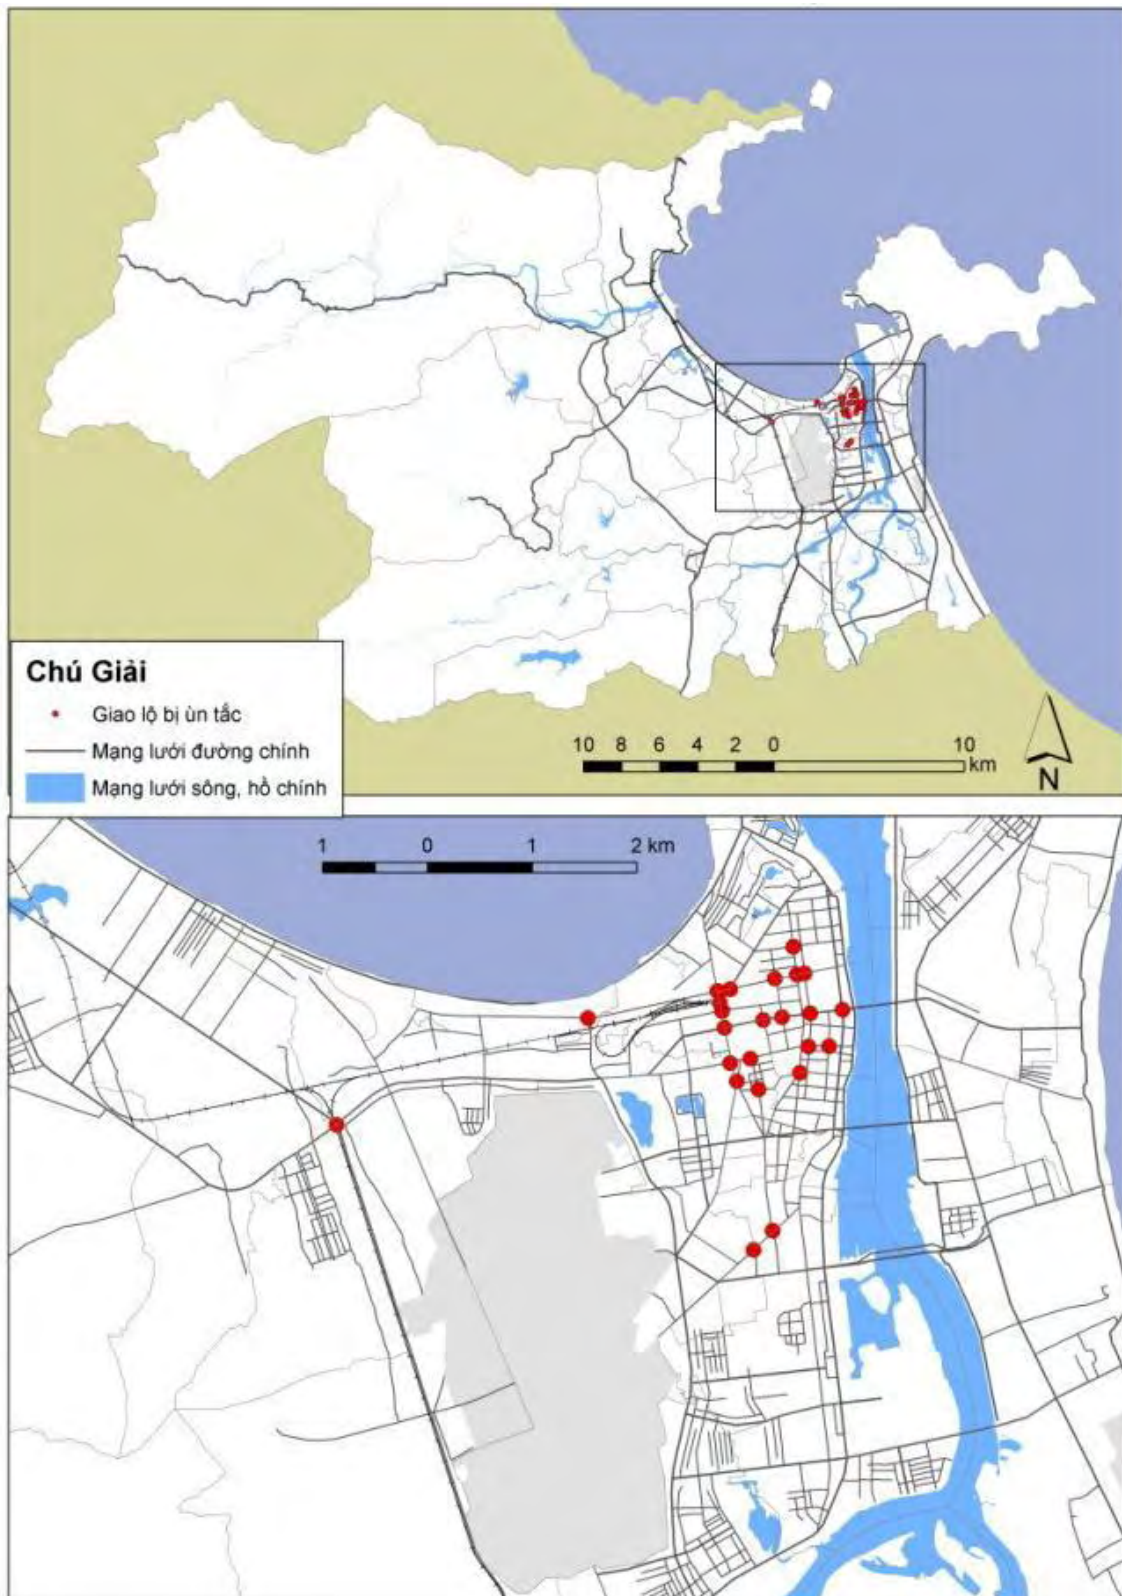 Chú Giải
Giao lộ bị ùn tắc
Mạng lưới đường chính
Mạng lưới sông, hồ chính
10 8 6 4 2 0 10
km
N
1 0 1 2 km